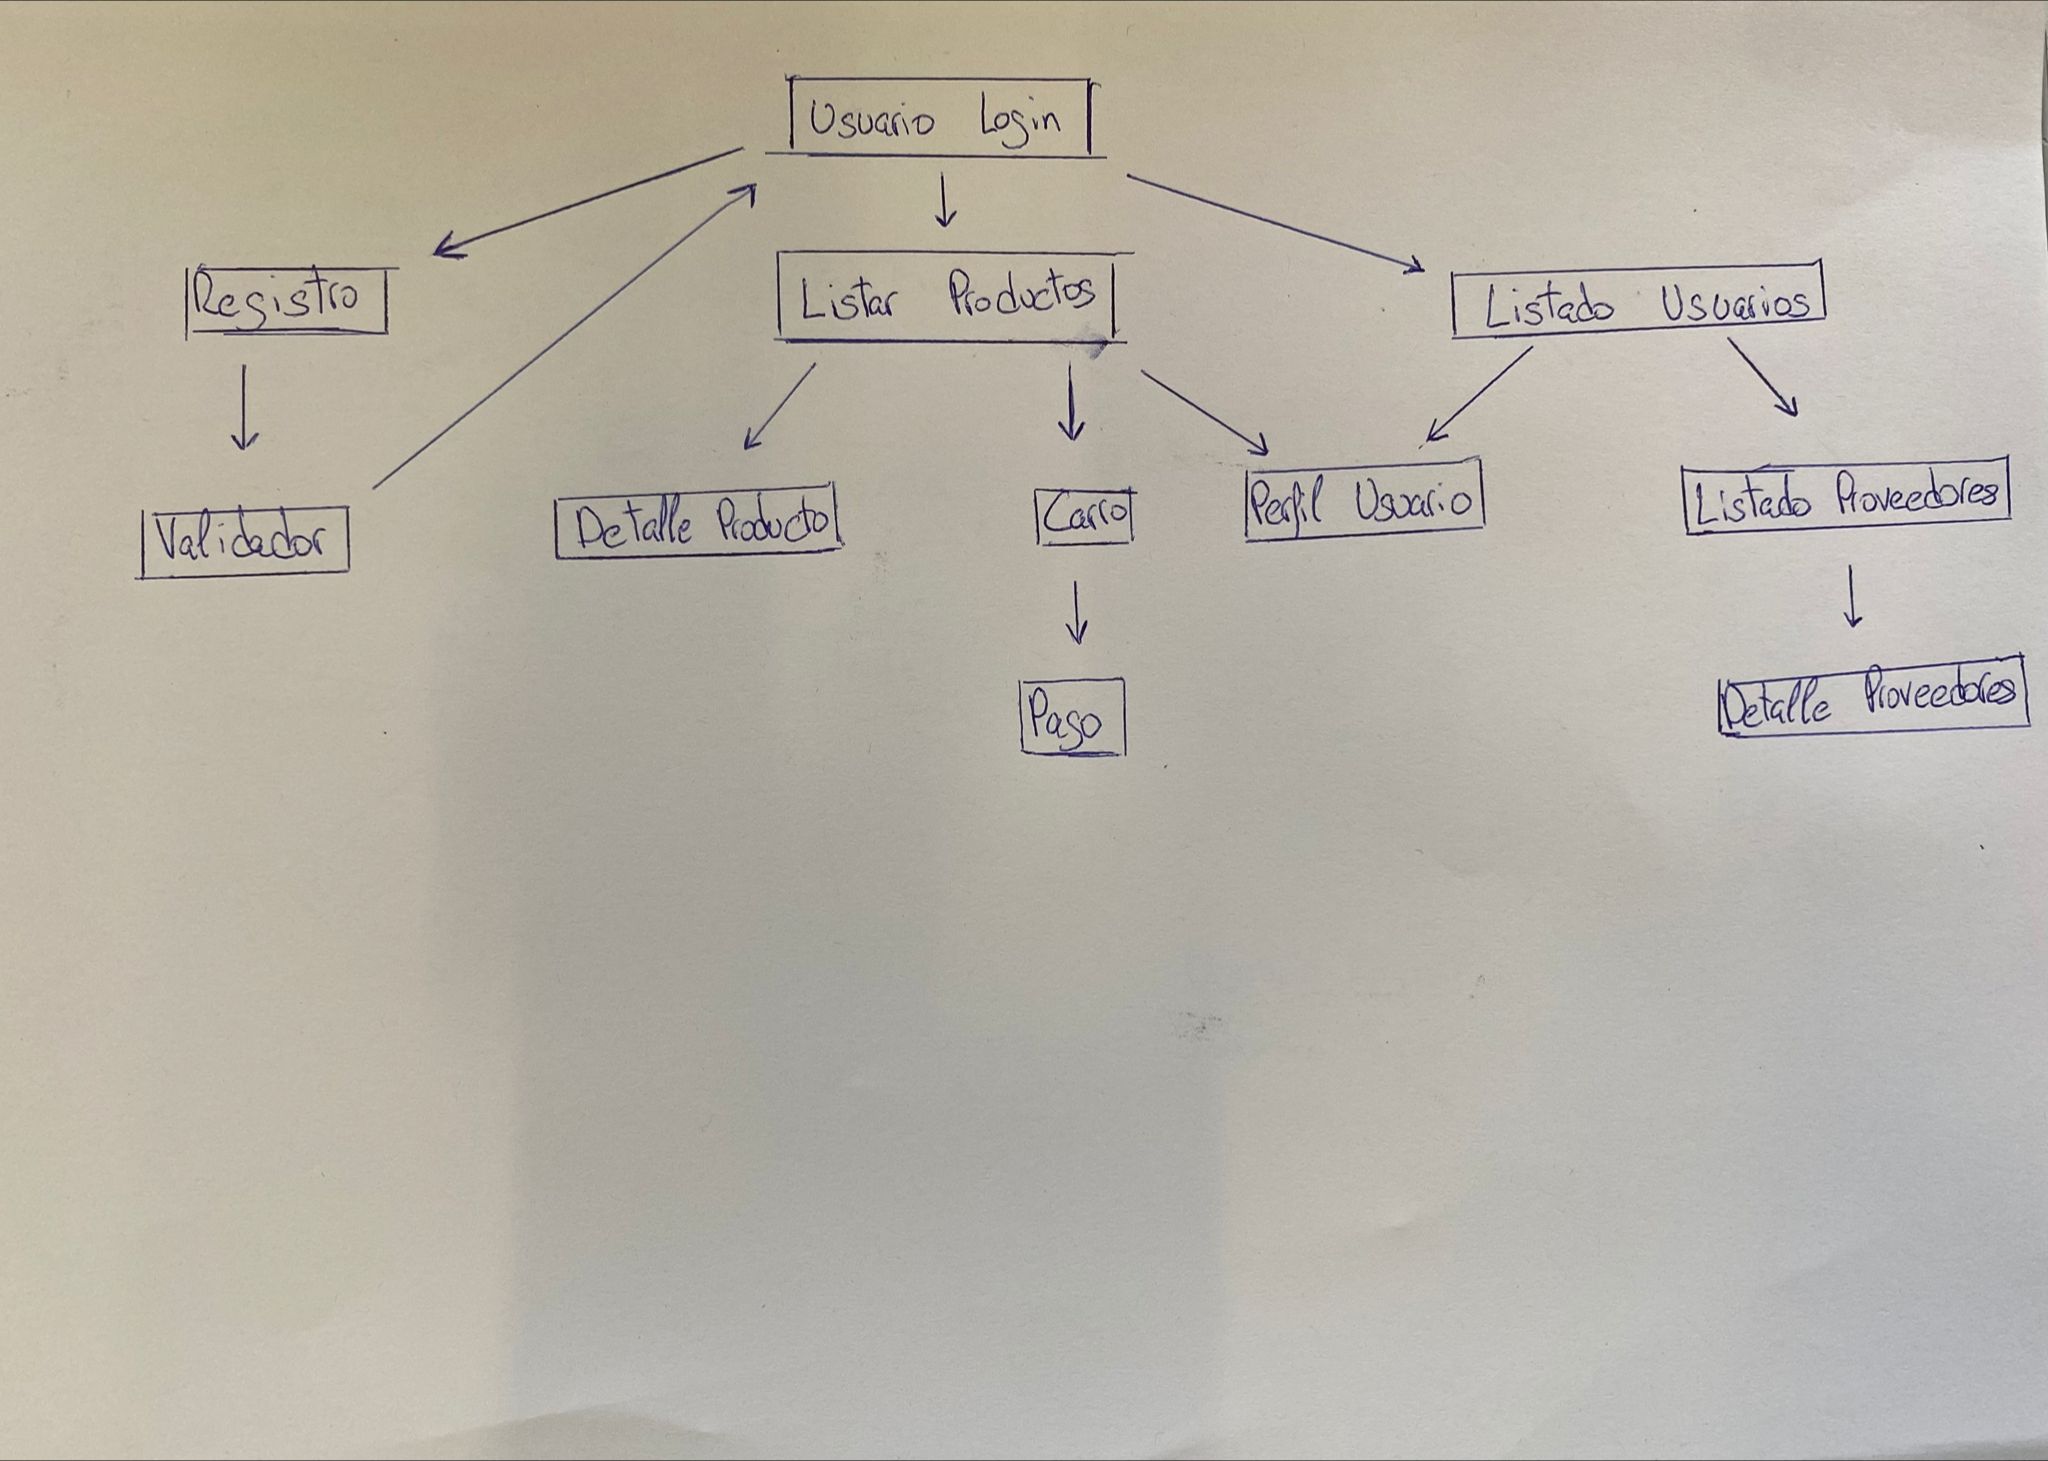 Usuario Login
Registro
Listar Productos
Listado Usuarios
Validador
Detalle Producto
Carro
Perfil Usuario
Listado Proveedores
Pago
Detalle Proveedores